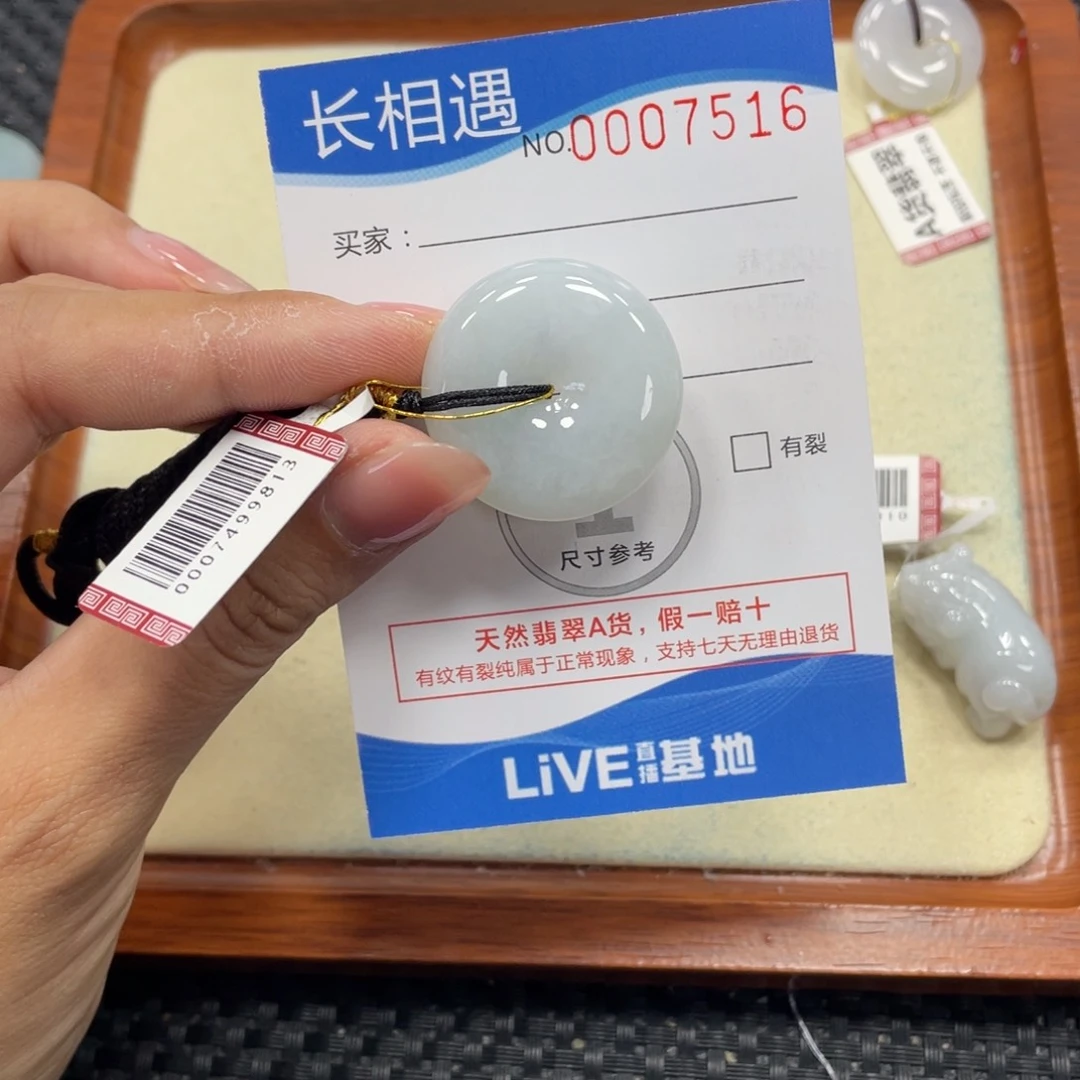 长相遇
NO.0007516
买家：
有裂
尺寸参考
天然翡翠A货，假一赔十
有纹有裂纯属于正常现象，支持七天无理由退货
LiVE直播基地
0007499813
A货翡翠